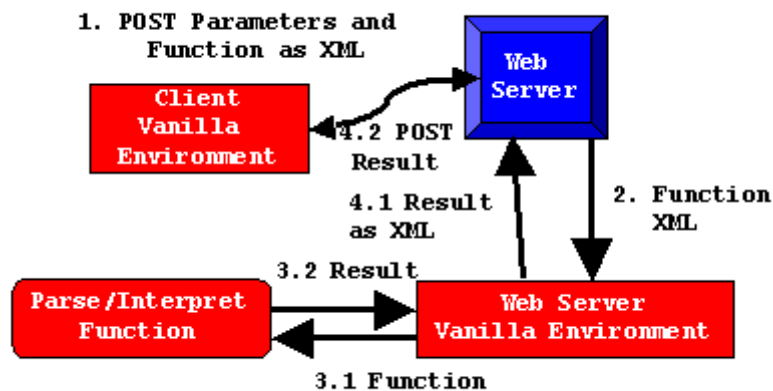 1. POST Parameters and
Function as XML
Web
Server
Client
Vanilla
Environment
4.2 POST
Result
4.1 Result
as XML
2. Function
XML
3.2 Result
Parse/Interpret
Function
Web Server
Vanilla Environment
3.1 Function